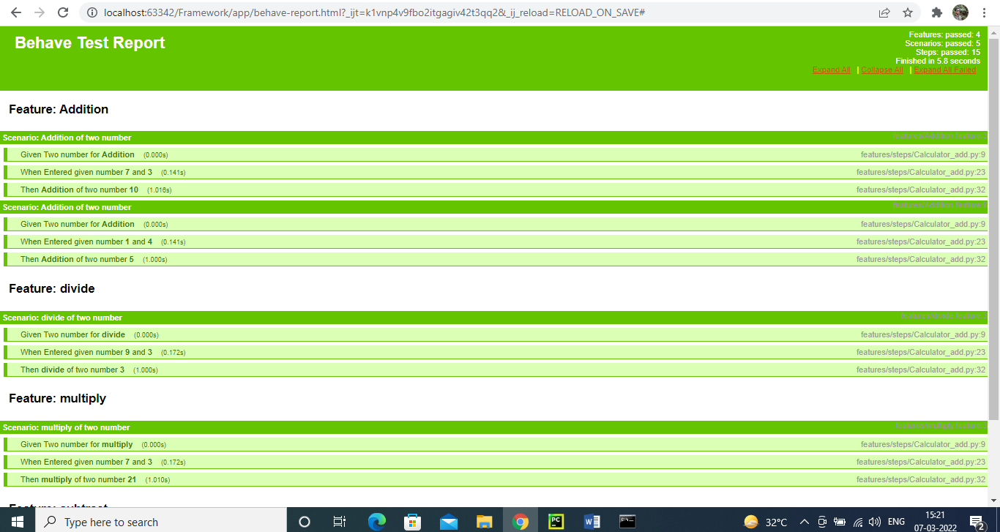 localhost:63342/Framework/app/behave-report.html?_ijt=k1vnp4v9fbo2itgagiv42t3qq2&_ij_reload=RELOAD_ON_SAVE#
Behave Test Report
Features: passed: 4
Scenarios: passed: 5
Steps: passed: 15
Finished in 5.8 seconds
Expand All | Collapse All | Expand All Failed
Feature: Addition
Scenario: Addition of two number
Given Two number for Addition (0.000s) features/steps/Calculator_add.py:9
When Entered given number 7 and 3 (0.141s) features/steps/Calculator_add.py:23
Then Addition of two number 10 (1.016s) features/steps/Calculator_add.py:32
Scenario: Addition of two number
Given Two number for Addition (0.000s) features/steps/Calculator_add.py:9
When Entered given number 1 and 4 (0.141s) features/steps/Calculator_add.py:23
Then Addition of two number 5 (1.000s) features/steps/Calculator_add.py:32
Feature: divide
Scenario: divide of two number
Given Two number for divide (0.000s) features/steps/Calculator_add.py:9
When Entered given number 9 and 3 (0.172s) features/steps/Calculator_add.py:23
Then divide of two number 3 (1.000s) features/steps/Calculator_add.py:32
Feature: multiply
Scenario: multiply of two number
Given Two number for multiply (0.000s) features/steps/Calculator_add.py:9
When Entered given number 7 and 3 (0.172s) features/steps/Calculator_add.py:23
Then multiply of two number 21 (1.010s) features/steps/Calculator_add.py:32
Feature: subtract
Type here to search
PC
W
32°C
ENG
15:21
07-03-2022
2